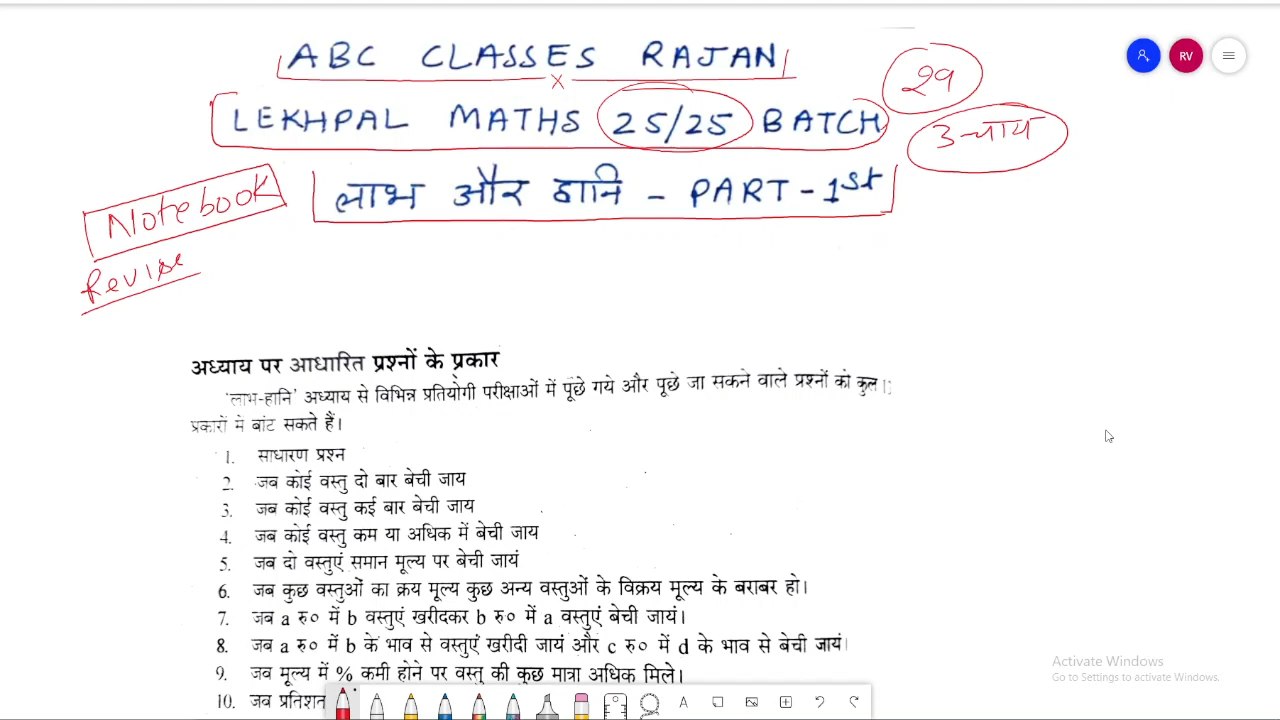 ABC CLASSES RAJAN
x
LEKHPAL MATHS 25/25 BATCH
29
3-चाय
लाभ और हानि - PART-1st
Notebook
Revise
RV
अध्याय पर आधारित प्रश्नों के प्रकार
'लाभ-हानि' अध्याय से विभिन्न प्रतियोगी परीक्षाओं में पूंछे गये और पूछे जा सकने वाले प्रश्नों को कुल
प्रकारों में बांट सकते हैं।
1. साधारण प्रश्न
2. जब कोई वस्तु दो बार बेची जाय
3. जब कोई वस्तु कई बार बेची जाय
4. जब कोई वस्तु कम या अधिक में बेची जाय
5. जब दो वस्तुएं समान मूल्य पर बेची जायं
6. जब कुछ वस्तुओं का क्रय मूल्य कुछ अन्य वस्तुओं के विक्रय मूल्य के बराबर हो।
7. जब a रु० में b वस्तुएं खरीदकर b रु० में a वस्तुएं बेची जायं।
8. जब a रु० में b के भाव से वस्तुएं खरीदी जायं और c रु० में d के भाव से बेची जायं।
9. जब मूल्य में % कमी होने पर वस्तु की कुछ मात्रा अधिक मिले।
10. जब प्रतिशत
Activate Windows
Go to Settings to activate Windows.